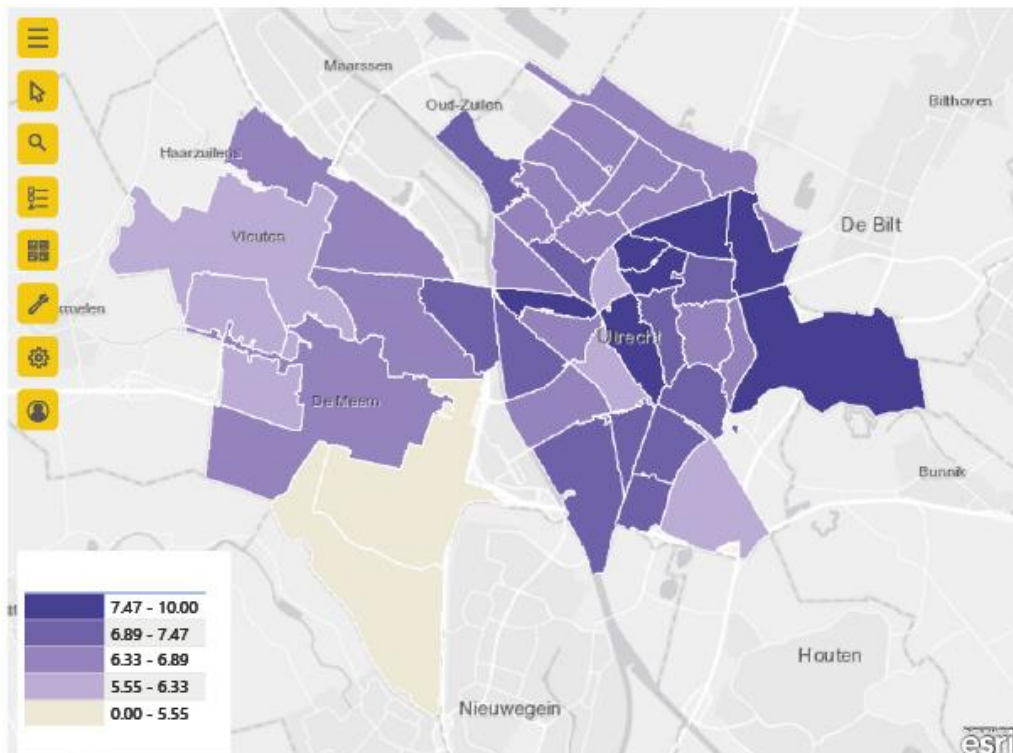 Maarssen
Oud-Zuilen
Bilthoven
Haarzuilens
De Bilt
Vleuten
Utrecht
De Meern
Bunnik
7.47 - 10.00
6.89 - 7.47
6.33 - 6.89
5.55 - 6.33
0.00 - 5.55
Houten
Nieuwegein
esri